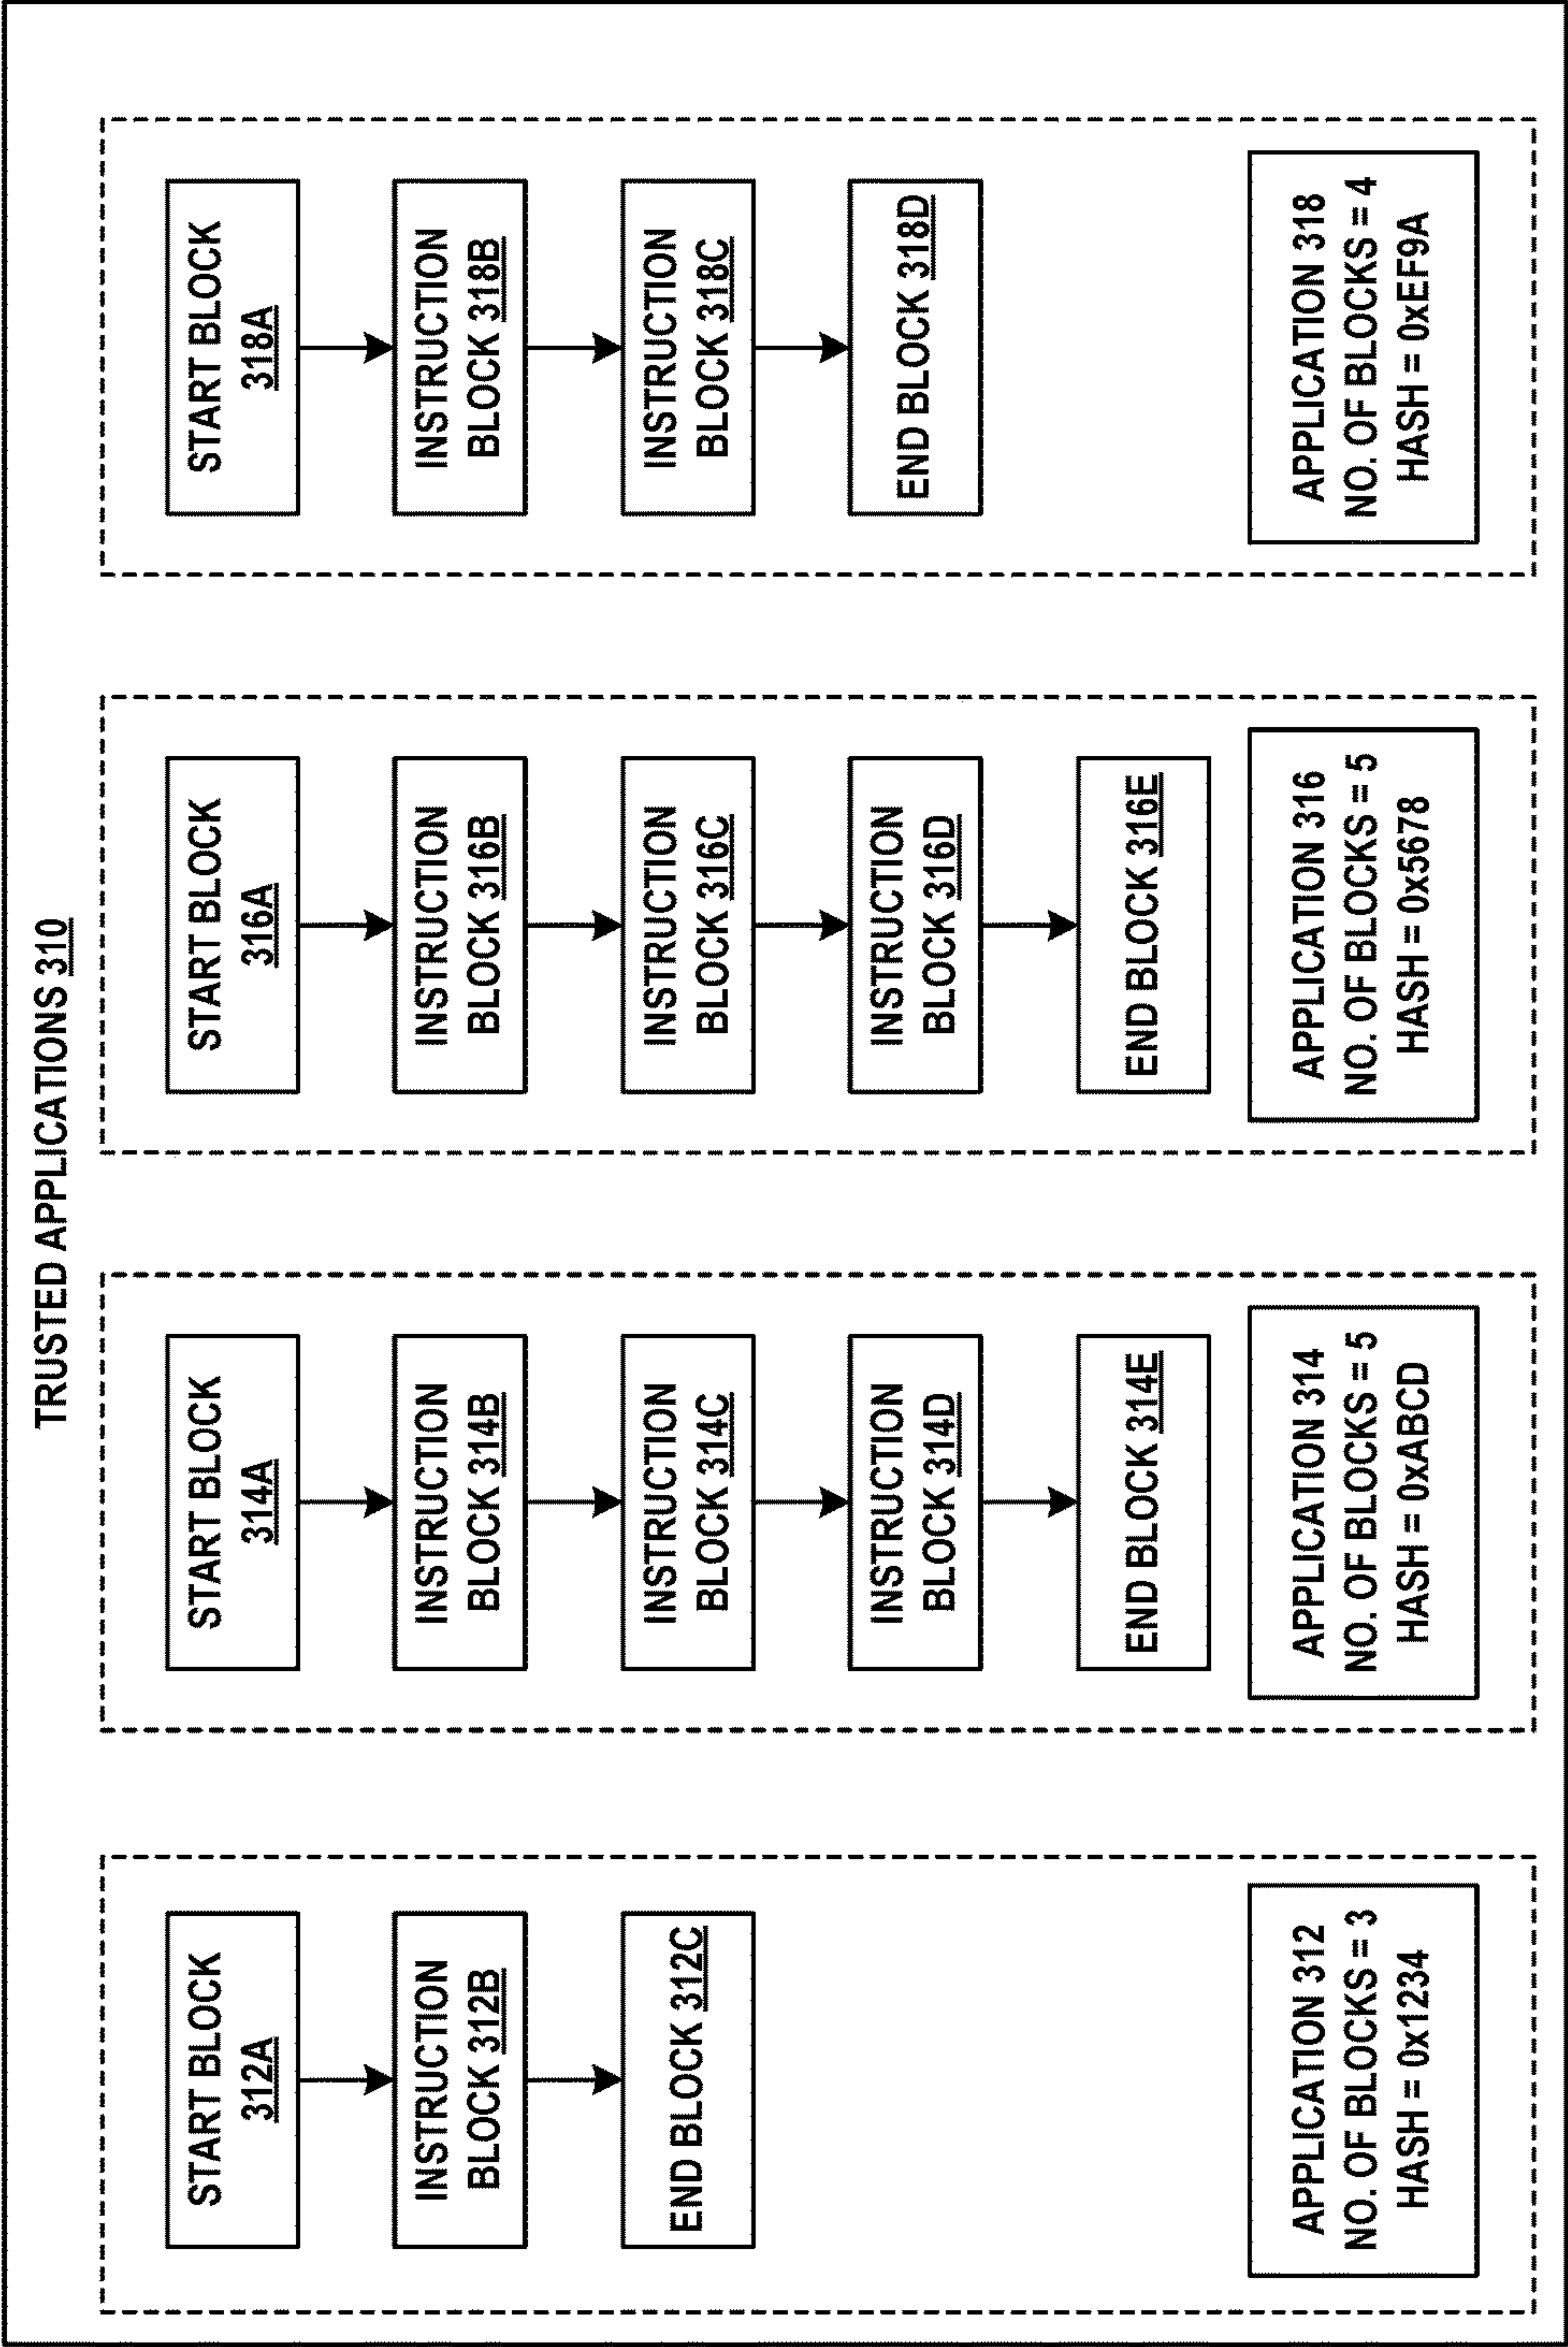 TRUSTED APPLICATIONS 310
START BLOCK
312A
INSTRUCTION
BLOCK 312B
END BLOCK 312C
APPLICATION 312
NO. OF BLOCKS = 3
HASH = 0x1234
START BLOCK
314A
INSTRUCTION
BLOCK 314B
INSTRUCTION
BLOCK 314C
INSTRUCTION
BLOCK 314D
END BLOCK 314E
APPLICATION 314
NO. OF BLOCKS = 5
HASH = 0xABCD
START BLOCK
316A
INSTRUCTION
BLOCK 316B
INSTRUCTION
BLOCK 316C
INSTRUCTION
BLOCK 316D
END BLOCK 316E
APPLICATION 316
NO. OF BLOCKS = 5
HASH = 0x5678
START BLOCK
318A
INSTRUCTION
BLOCK 318B
INSTRUCTION
BLOCK 318C
END BLOCK 318D
APPLICATION 318
NO. OF BLOCKS = 4
HASH = 0xEF9A